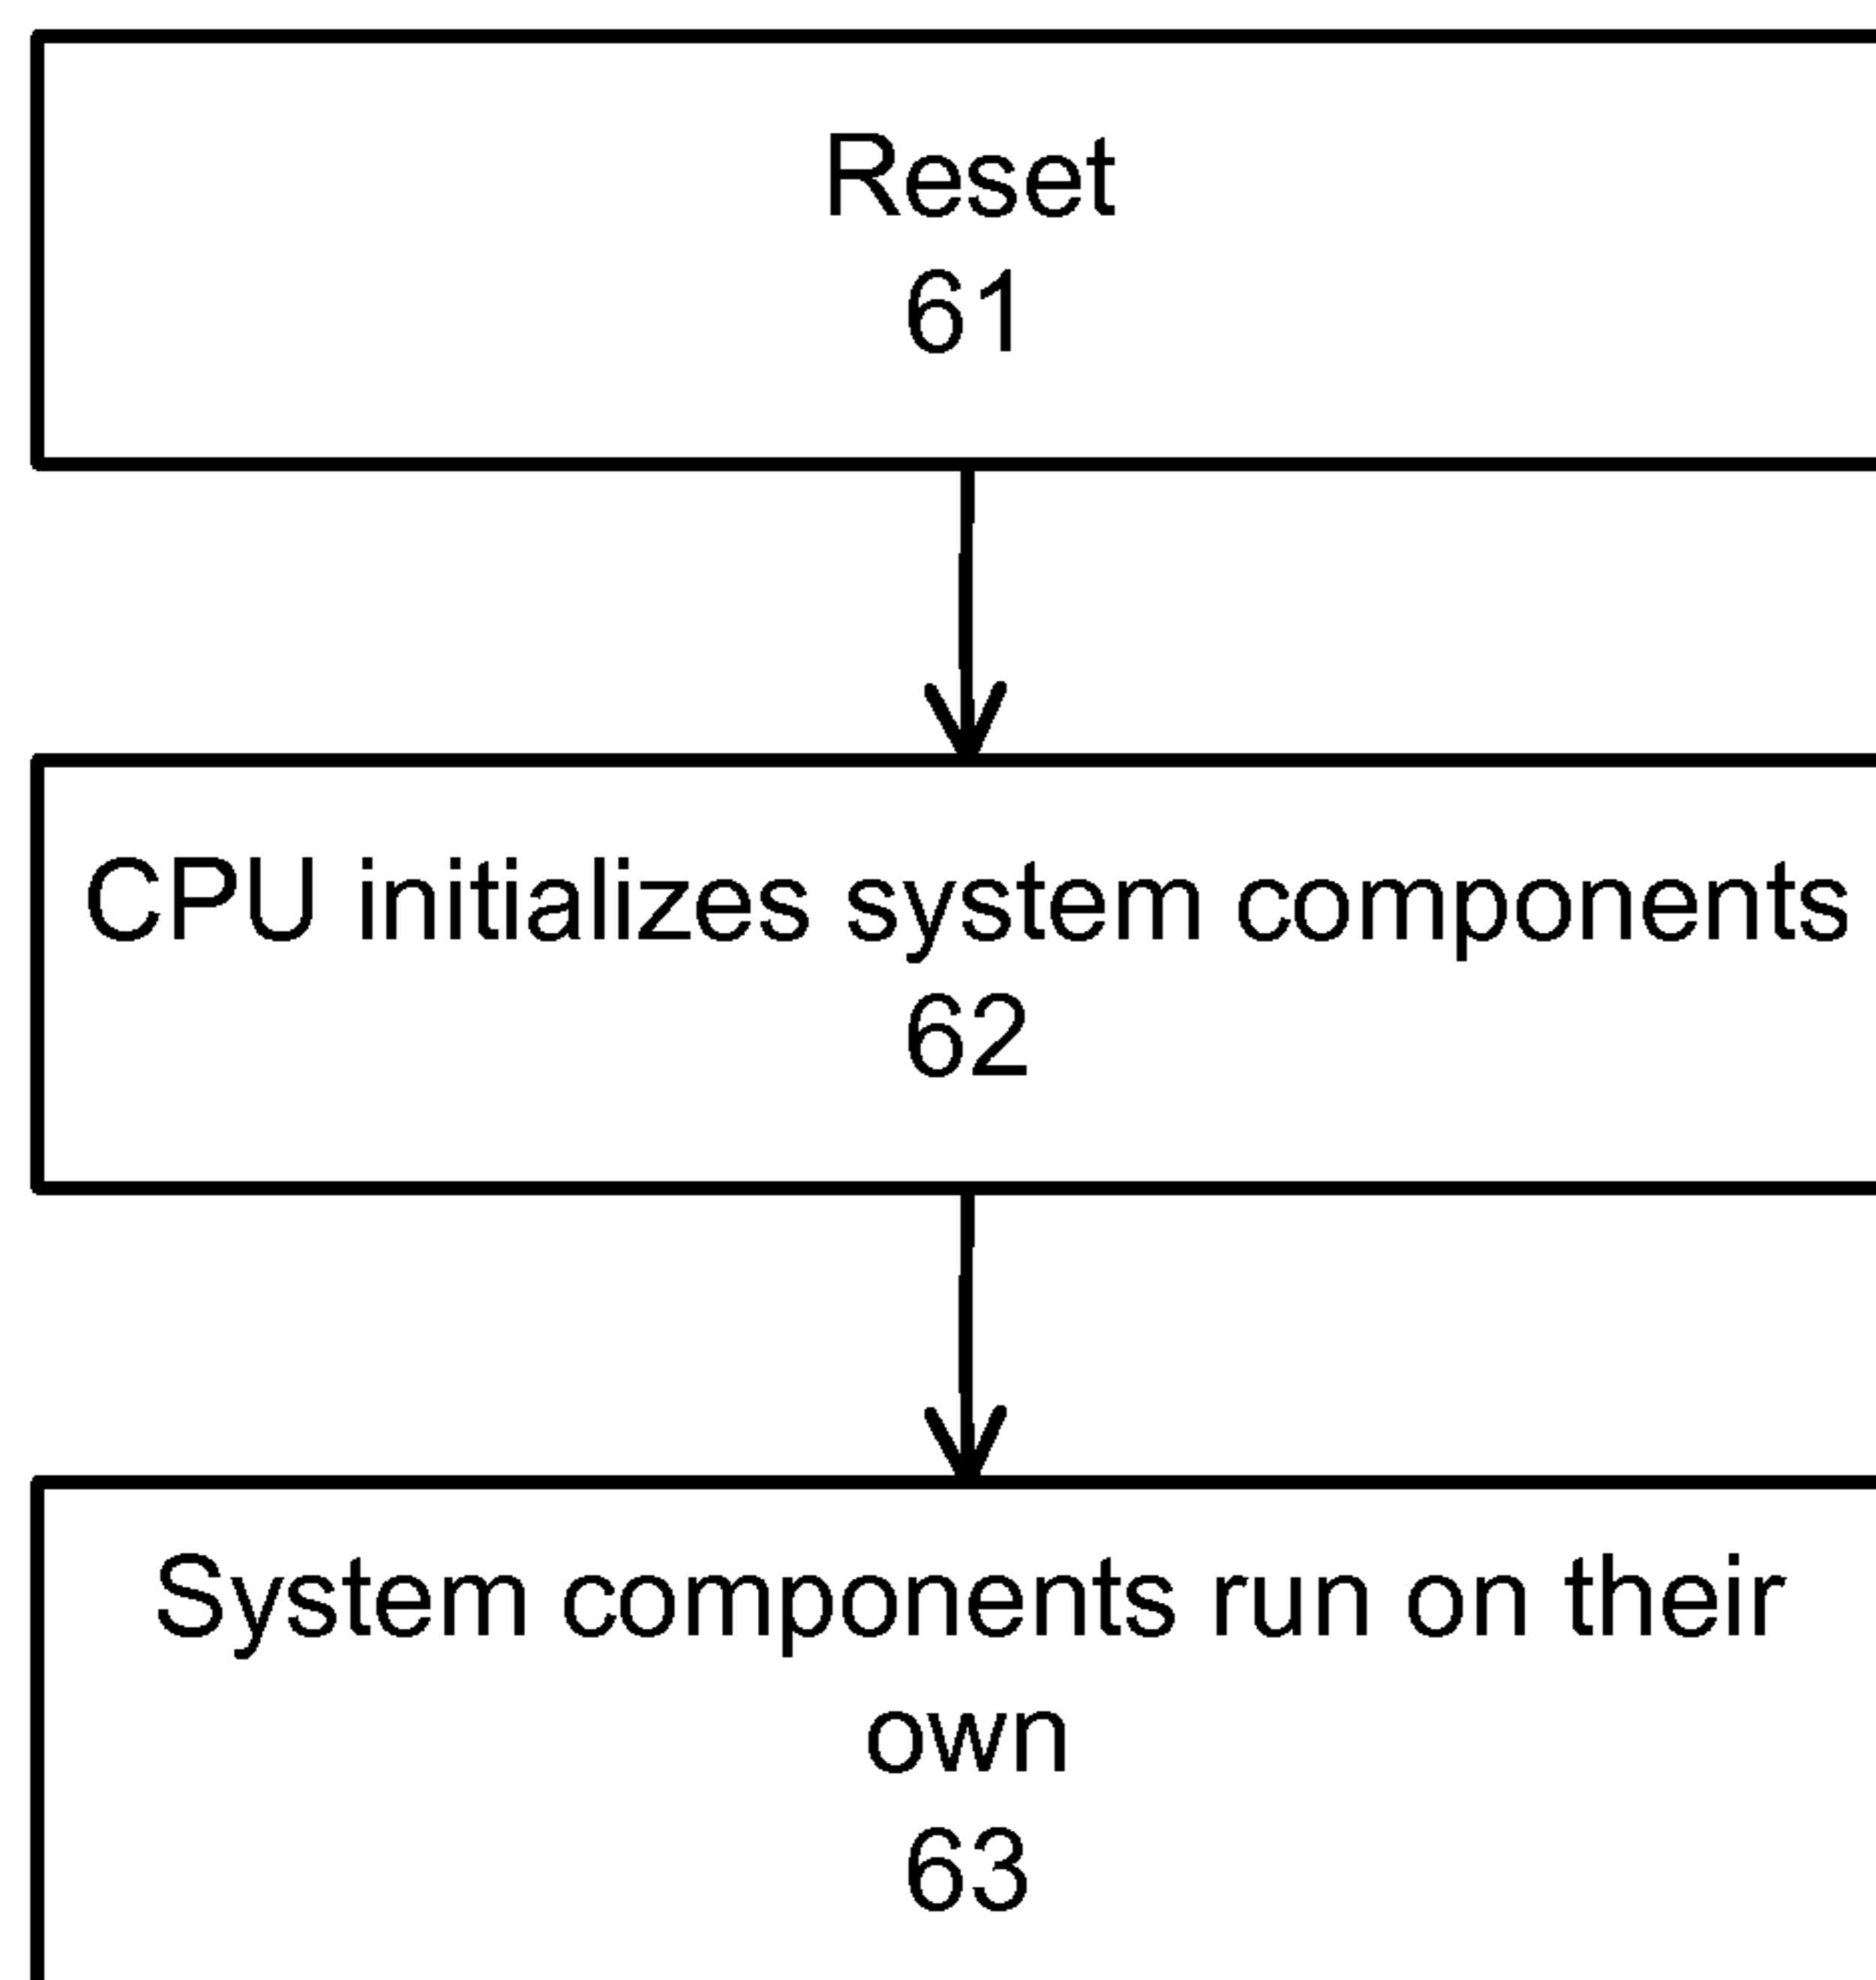 Reset
61
CPU initializes system components
62
System components run on their
own
63